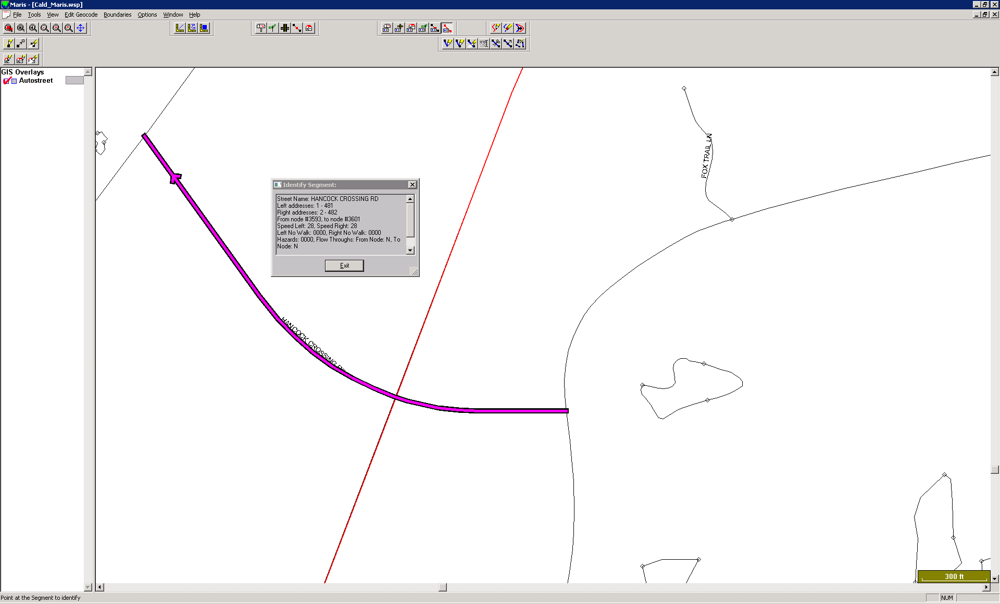 Maris - [Cald_Maris.wsp]
File Tools View Edit Geocode Boundaries Options Window Help
GIS Overlays
Autostreet
FOX TRAIL LN
Identify Segment:
Street Name: HANCOCK CROSSING RD
Left addresses: 1 - 481
Right addresses: 2 - 482
From node #3593, to node #3601
Speed Left: 28, Speed Right: 28
Left No Walk: 0000, Right No Walk: 0000
Hazards: 0000, Flow Throughs: From Node: N, To
Node: N
Exit
HANCOCK CROSSING RD
300 ft
Point at the Segment to identify
NUM